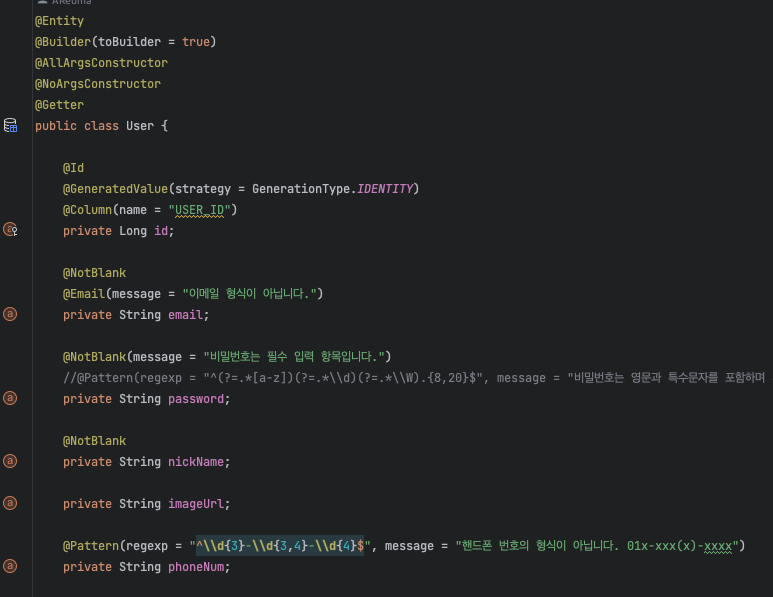 @Entity
@Builder(toBuilder = true)
@AllArgsConstructor
@NoArgsConstructor
@Getter
public class User {
@Id
@GeneratedValue(strategy = GenerationType.IDENTITY)
@Column(name = "USER_ID")
private Long id;
@NotBlank
@Email(message = "이메일 형식이 아닙니다.")
private String email;
@NotBlank(message = "비밀번호는 필수 입력 항목입니다.")
//@Pattern(regexp = "^(?=.*[a-z])(?=.*\\d)(?=.*\\W).{8,20}$", message = "비밀번호는 영문과 특수문자를 포함하며
private String password;
@NotBlank
private String nickName;
private String imageUrl;
@Pattern(regexp = "^\\d{3}-\\d{3,4}-\\d{4}$", message = "핸드폰 번호의 형식이 아닙니다. 01x-xxx(x)-xxxx")
private String phoneNum;